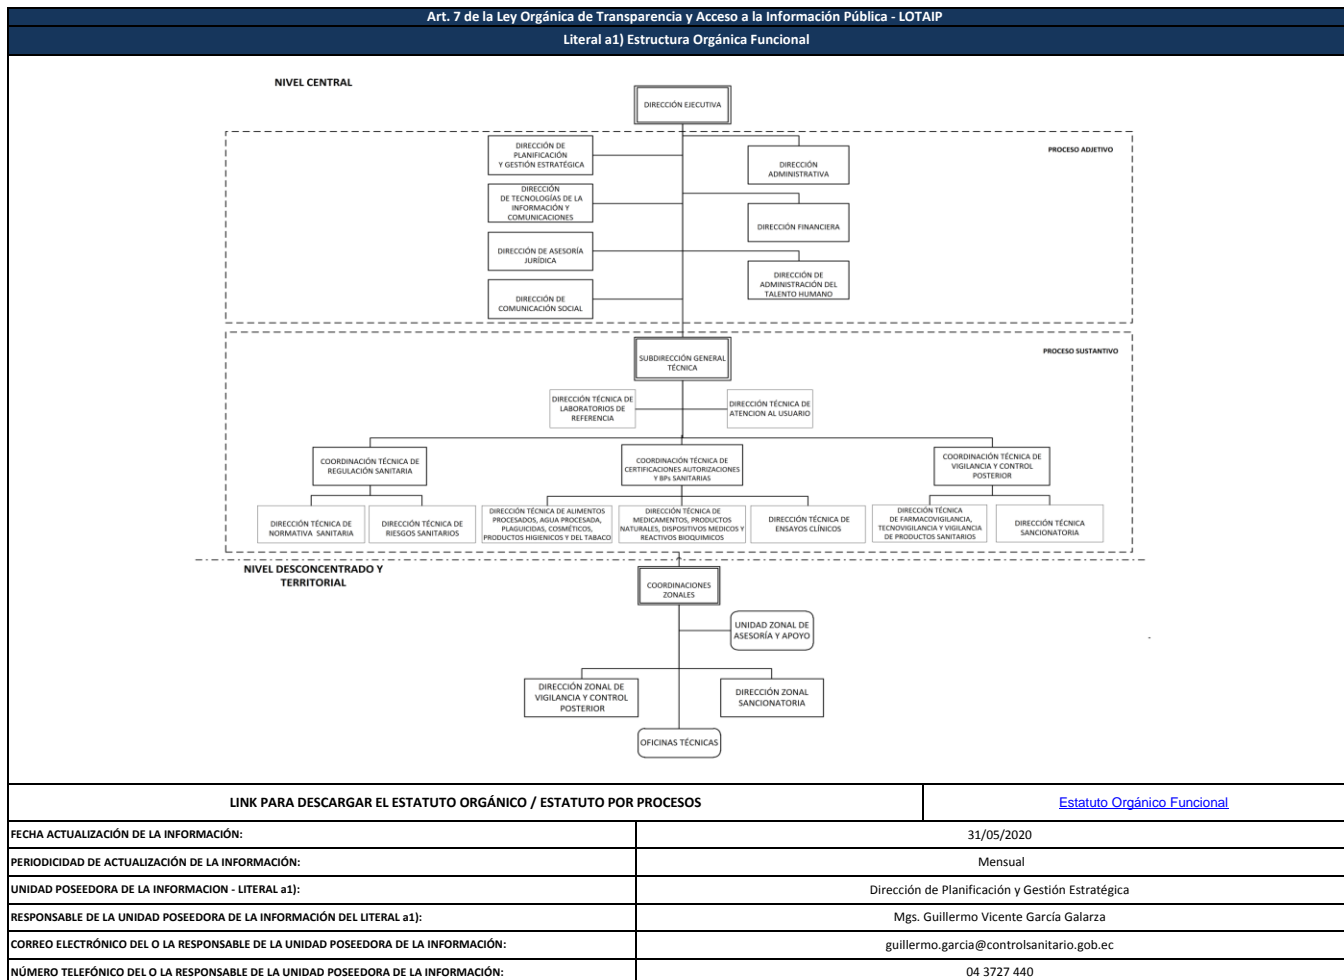 Art. 7 de la Ley Orgánica de Transparencia y Acceso a la Información Pública - LOTAIP
Literal a1) Estructura Orgánica Funcional
NIVEL CENTRAL
DIRECCIÓN EJECUTIVA
PROCESO ADJETIVO
DIRECCIÓN DE
PLANIFICACIÓN
Y GESTIÓN ESTRATÉGICA
DIRECCIÓN
ADMINISTRATIVA
DIRECCIÓN
DE TECNOLOGÍAS DE LA
INFORMACIÓN Y
COMUNICACIONES
DIRECCIÓN FINANCIERA
DIRECCIÓN DE ASESORÍA
JURÍDICA
DIRECCIÓN DE
ADMINISTRACIÓN DEL
TALENTO HUMANO
DIRECCIÓN DE
COMUNICACIÓN SOCIAL
PROCESO SUSTANTIVO
SUBDIRECCIÓN GENERAL
TÉCNICA
DIRECCIÓN TÉCNICA DE
LABORATORIOS DE
REFERENCIA
DIRECCIÓN TÉCNICA DE
ATENCION AL USUARIO
COORDINACIÓN TÉCNICA DE
REGULACIÓN SANITARIA
COORDINACIÓN TÉCNICA DE
CERTIFICACIONES AUTORIZACIONES
Y BPs SANITARIAS
COORDINACIÓN TÉCNICA DE
VIGILANCIA Y CONTROL
POSTERIOR
DIRECCIÓN TÉCNICA DE
NORMATIVA SANITARIA
DIRECCIÓN TÉCNICA DE
RIESGOS SANITARIOS
DIRECCIÓN TÉCNICA DE ALIMENTOS
PROCESADOS, AGUA PROCESADA,
PLAGUICIDAS, COSMÉTICOS,
PRODUCTOS HIGIENICOS Y DEL TABACO
DIRECCIÓN TÉCNICA DE
MEDICAMENTOS, PRODUCTOS
NATURALES, DISPOSITIVOS MEDICOS Y
REACTIVOS BIOQUIMICOS
DIRECCIÓN TÉCNICA DE
ENSAYOS CLÍNICOS
DIRECCIÓN TÉCNICA
DE FARMACOVIGILANCIA,
TECNOVIGILANCIA Y VIGILANCIA
DE PRODUCTOS SANITARIOS
DIRECCIÓN TÉCNICA
SANCIONATORIA
NIVEL DESCONCENTRADO Y
TERRITORIAL
COORDINACIONES
ZONALES
UNIDAD ZONAL DE
ASESORÍA Y APOYO
DIRECCIÓN ZONAL DE
VIGILANCIA Y CONTROL
POSTERIOR
DIRECCIÓN ZONAL
SANCIONATORIA
OFICINAS TÉCNICAS
LINK PARA DESCARGAR EL ESTATUTO ORGÁNICO / ESTATUTO POR PROCESOS
Estatuto Orgánico Funcional
FECHA ACTUALIZACIÓN DE LA INFORMACIÓN:
31/05/2020
PERIODICIDAD DE ACTUALIZACIÓN DE LA INFORMACIÓN:
Mensual
UNIDAD POSEEDORA DE LA INFORMACION - LITERAL a1):
Dirección de Planificación y Gestión Estratégica
RESPONSABLE DE LA UNIDAD POSEEDORA DE LA INFORMACIÓN DEL LITERAL a1):
Mgs. Guillermo Vicente García Galarza
CORREO ELECTRÓNICO DEL O LA RESPONSABLE DE LA UNIDAD POSEEDORA DE LA INFORMACIÓN:
guillermo.garcia@controlsanitario.gob.ec
NÚMERO TELEFÓNICO DEL O LA RESPONSABLE DE LA UNIDAD POSEEDORA DE LA INFORMACIÓN:
04 3727 440